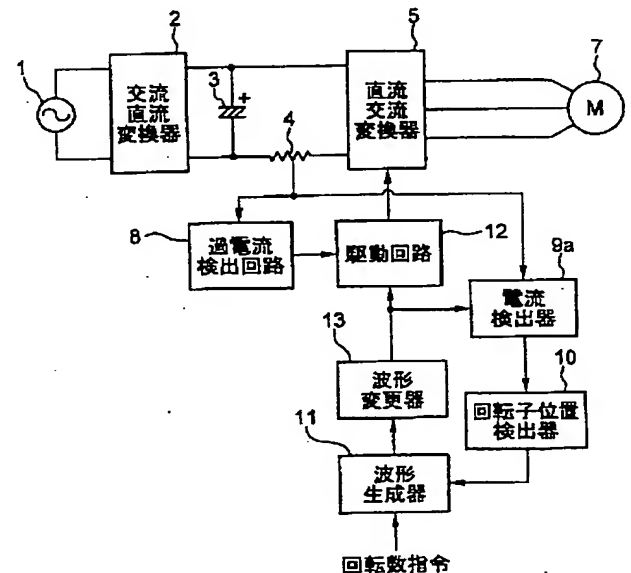 5
2
7
1
交流
直流
変換器
3
+
4
直流
交流
変換器
M
8
過電流
検出回路
駆動回路
12
9a
電流
検出器
13
波形
変更器
10
回転子位置
検出器
11
波形
生成器
回転数指令